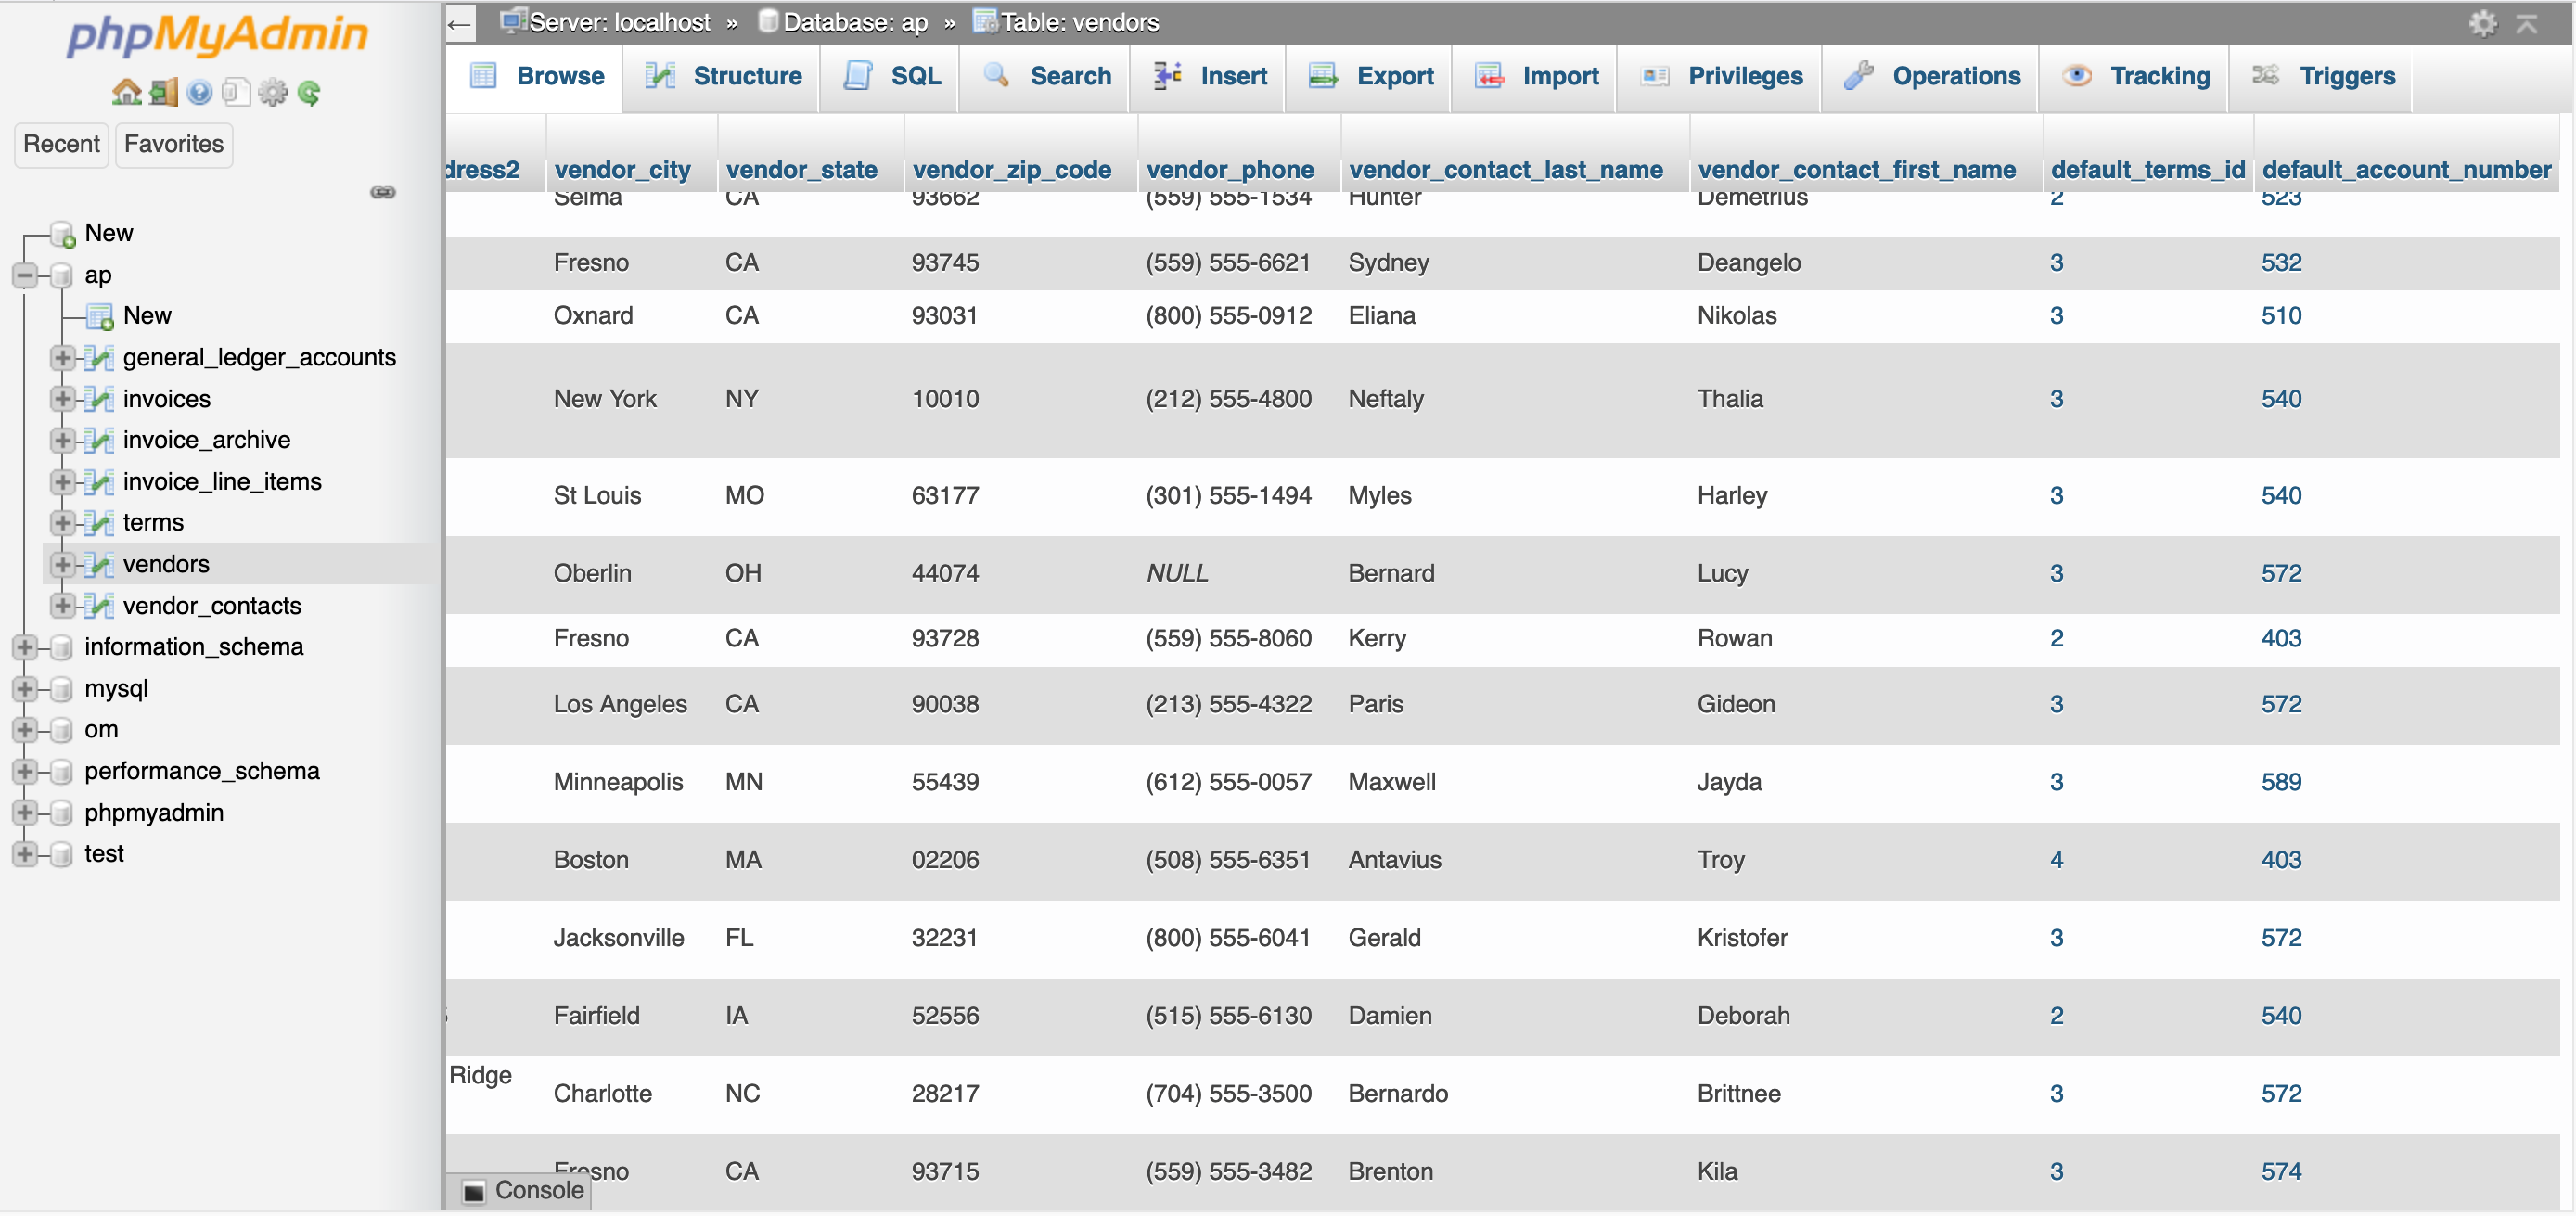 phpMyAdmin
Recent Favorites
New
ap
New
general_ledger_accounts
invoices
invoice_archive
invoice_line_items
terms
vendors
vendor_contacts
information_schema
mysql
om
performance_schema
phpmyadmin
test
Server: localhost » Database: ap » Table: vendors
Browse Structure SQL Search Insert Export Import Privileges Operations Tracking Triggers
dress2 vendor_city vendor_state vendor_zip_code vendor_phone vendor_contact_last_name vendor_contact_first_name default_terms_id default_account_number
Selma CA 93662 (559) 555-1534 Hunter Demetrius 2 523
Fresno CA 93745 (559) 555-6621 Sydney Deangelo 3 532
Oxnard CA 93031 (800) 555-0912 Eliana Nikolas 3 510
New York NY 10010 (212) 555-4800 Neftaly Thalia 3 540
St Louis MO 63177 (301) 555-1494 Myles Harley 3 540
Oberlin OH 44074 NULL Bernard Lucy 3 572
Fresno CA 93728 (559) 555-8060 Kerry Rowan 2 403
Los Angeles CA 90038 (213) 555-4322 Paris Gideon 3 572
Minneapolis MN 55439 (612) 555-0057 Maxwell Jayda 3 589
Boston MA 02206 (508) 555-6351 Antavius Troy 4 403
Jacksonville FL 32231 (800) 555-6041 Gerald Kristofer 3 572
Fairfield IA 52556 (515) 555-6130 Damien Deborah 2 540
Ridge Charlotte NC 28217 (704) 555-3500 Bernardo Brittnee 3 572
Fresno CA 93715 (559) 555-3482 Brenton Kila 3 574
Console